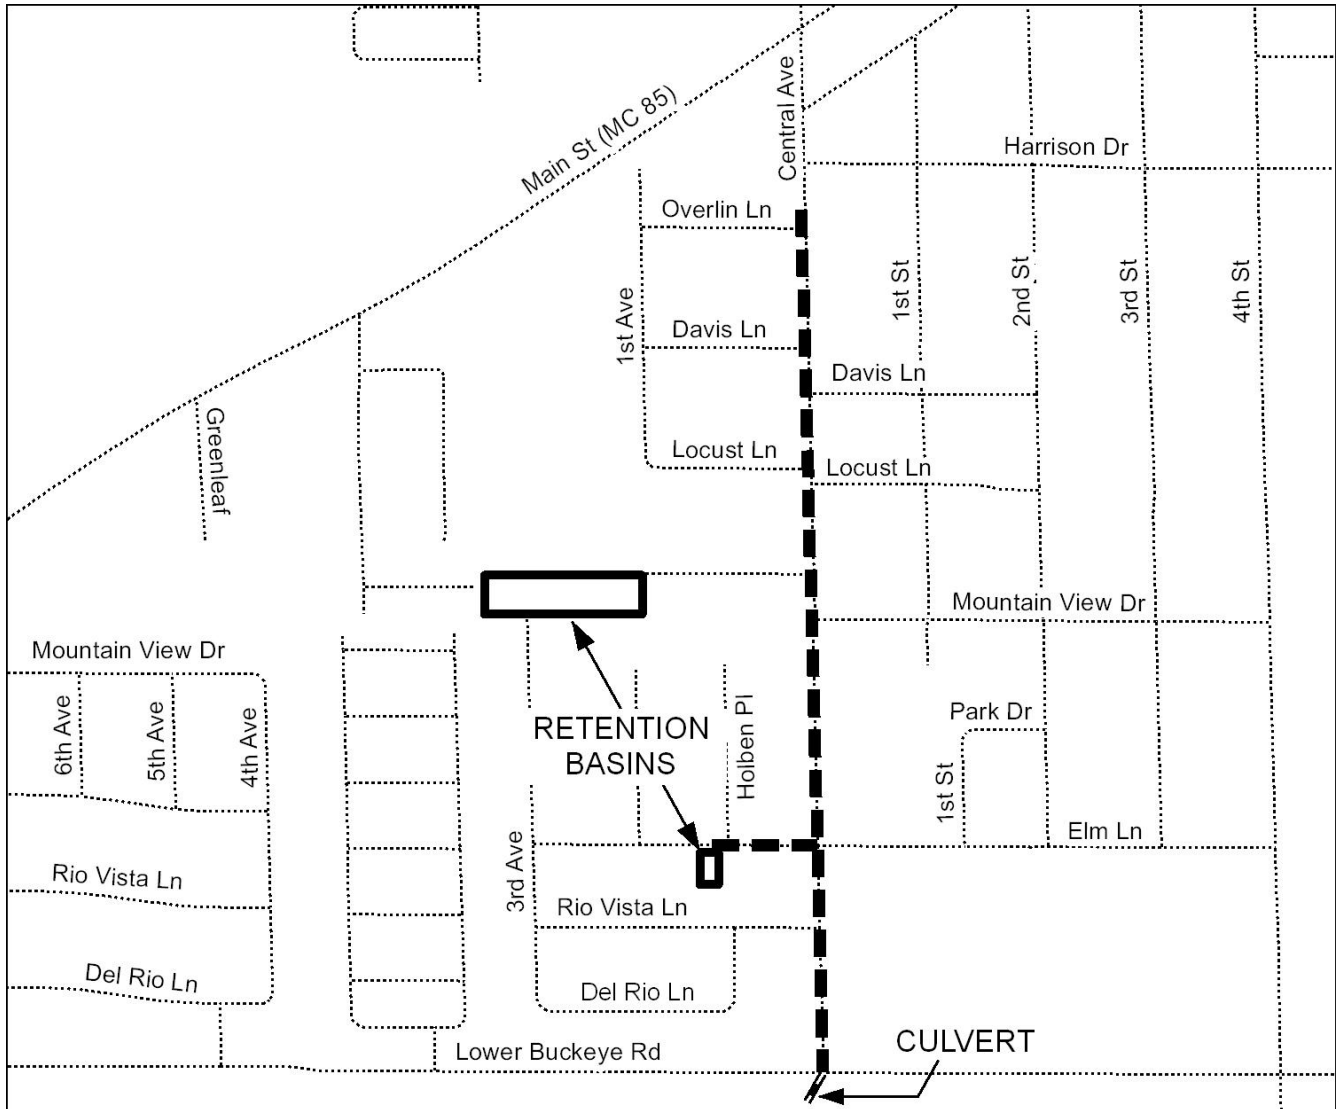 Main St (MC 85)
Central Ave
Harrison Dr
Overlin Ln
1st Ave
1st St
2nd St
3rd St
4th St
Davis Ln
Davis Ln
Greenleaf
Locust Ln
Locust Ln
Mountain View Dr
Mountain View Dr
6th Ave
5th Ave
4th Ave
RETENTION
BASINS
Holben Pl
Park Dr
1st St
Elm Ln
3rd Ave
Rio Vista Ln
Rio Vista Ln
Del Rio Ln
Del Rio Ln
Lower Buckeye Rd
CULVERT